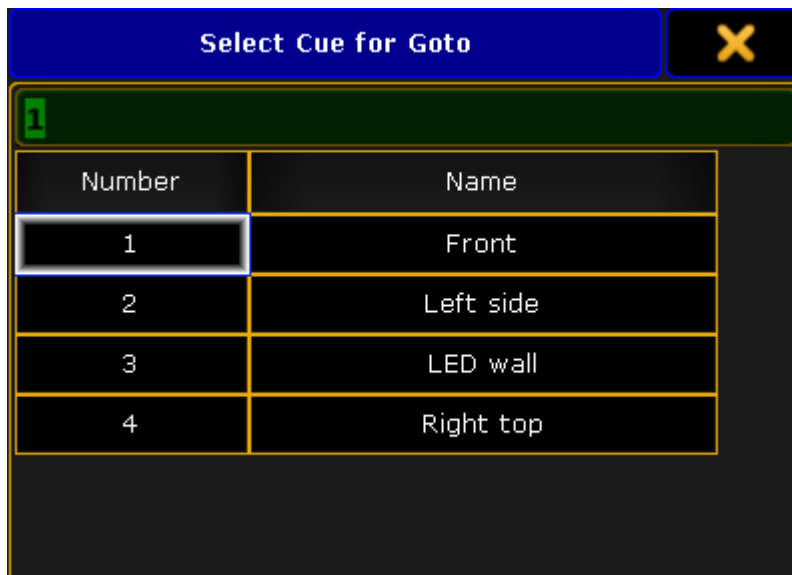 Select Cue for Goto
1
Number Name
1 Front
2 Left side
3 LED wall
4 Right top